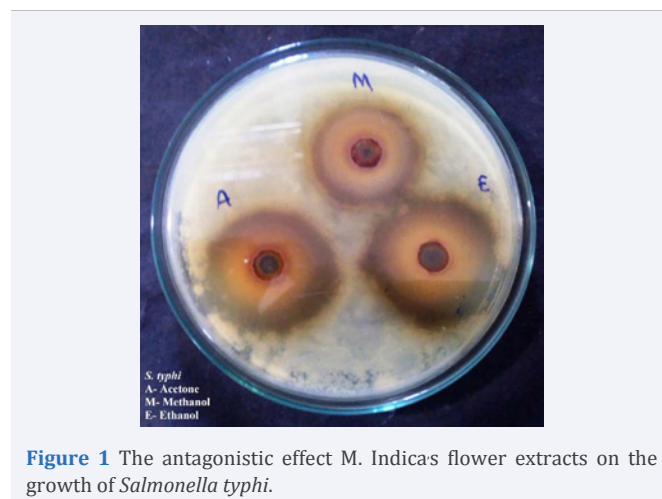 M
A
E
S. typhi
A- Acetone
M- Methanol
E- Ethanol
Figure 1 The antagonistic effect M. Indica,s flower extracts on the
growth of Salmonella typhi.